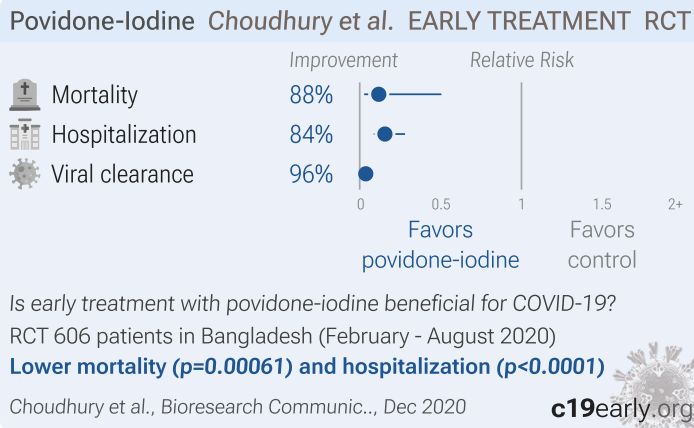 Povidone-Iodine Choudhury et al. EARLY TREATMENT RCT
Improvement Relative Risk
Mortality 88%
Hospitalization 84%
Viral clearance 96%
0 0.5 1 1.5 2+
Favors Favors
povidone-iodine control
Is early treatment with povidone-iodine beneficial for COVID-19?
RCT 606 patients in Bangladesh (February - August 2020)
Lower mortality (p=0.00061) and hospitalization (p<0.0001)
Choudhury et al., Bioresearch Communic.., Dec 2020 c19early.org